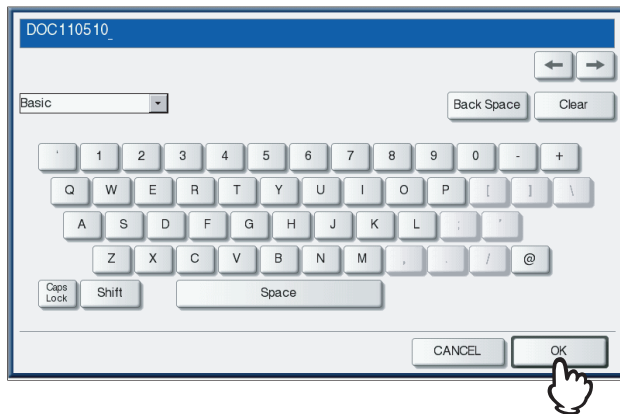 DOC110510_
Basic
Back Space Clear
` 1 2 3 4 5 6 7 8 9 0 - +
Q W E R T Y U I O P [ ] \
A S D F G H J K L ; '
Z X C V B N M , . / @
Caps Lock Shift Space
CANCEL OK